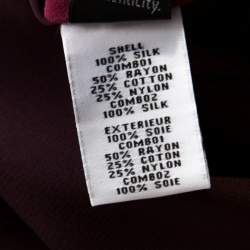 enticity.
SHELL
100% SILK
COMBO1
50% RAYON
25% COTTON
25% NYLON
COMBO2
100% SILK
EXTERIEUR
100% SOIE
COMBO1
50% RAYON
25% COTON
25% NYLON
COMBO2
100% SOIE